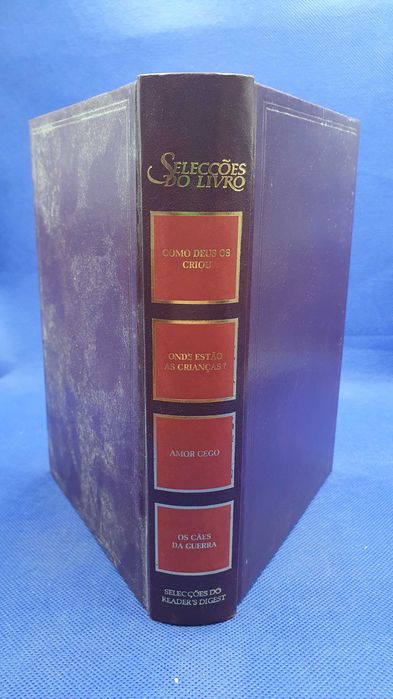 SELECÇÕES
DO LIVRO
COMO DEUS OS
CRIOU
ONDE ESTÃO
AS CRIANÇAS?
AMOR CEGO
OS CÃES
DA GUERRA
SELECÇÕES DO
READER'S DIGEST